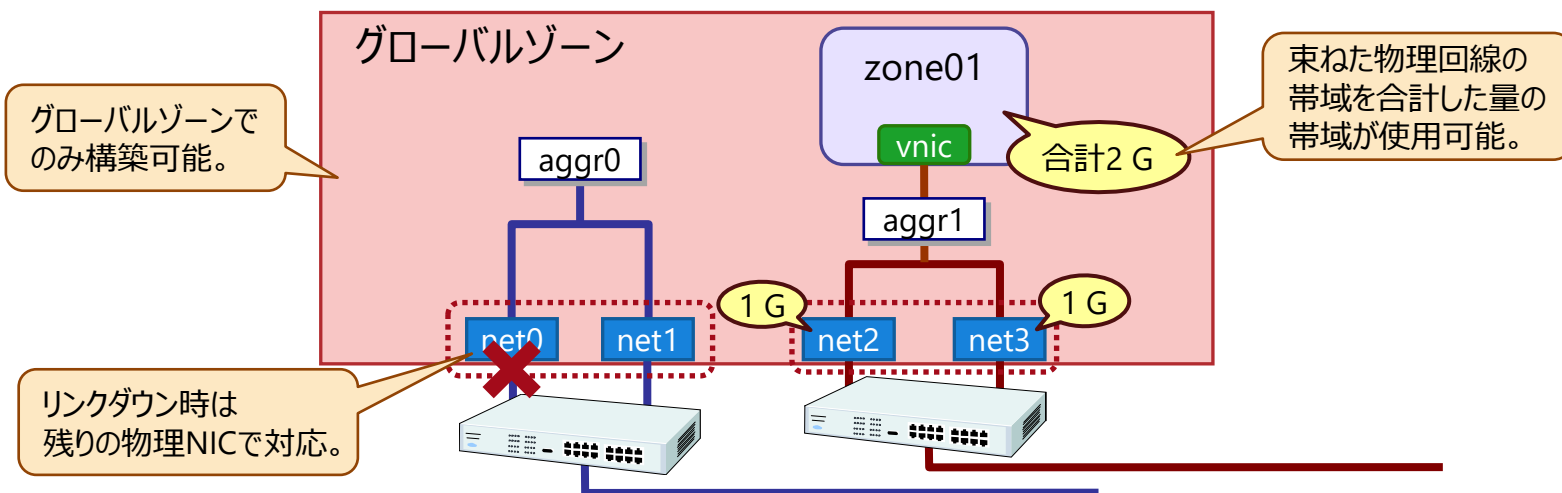 グローバルゾーン
グローバルゾーンで
のみ構築可能。
zone01
vnic
合計2 G
束ねた物理回線の
帯域を合計した量の
帯域が使用可能。
aggr0
aggr1
1 G
1 G
net0
net1
net2
net3
リンクダウン時は
残りの物理NICで対応。